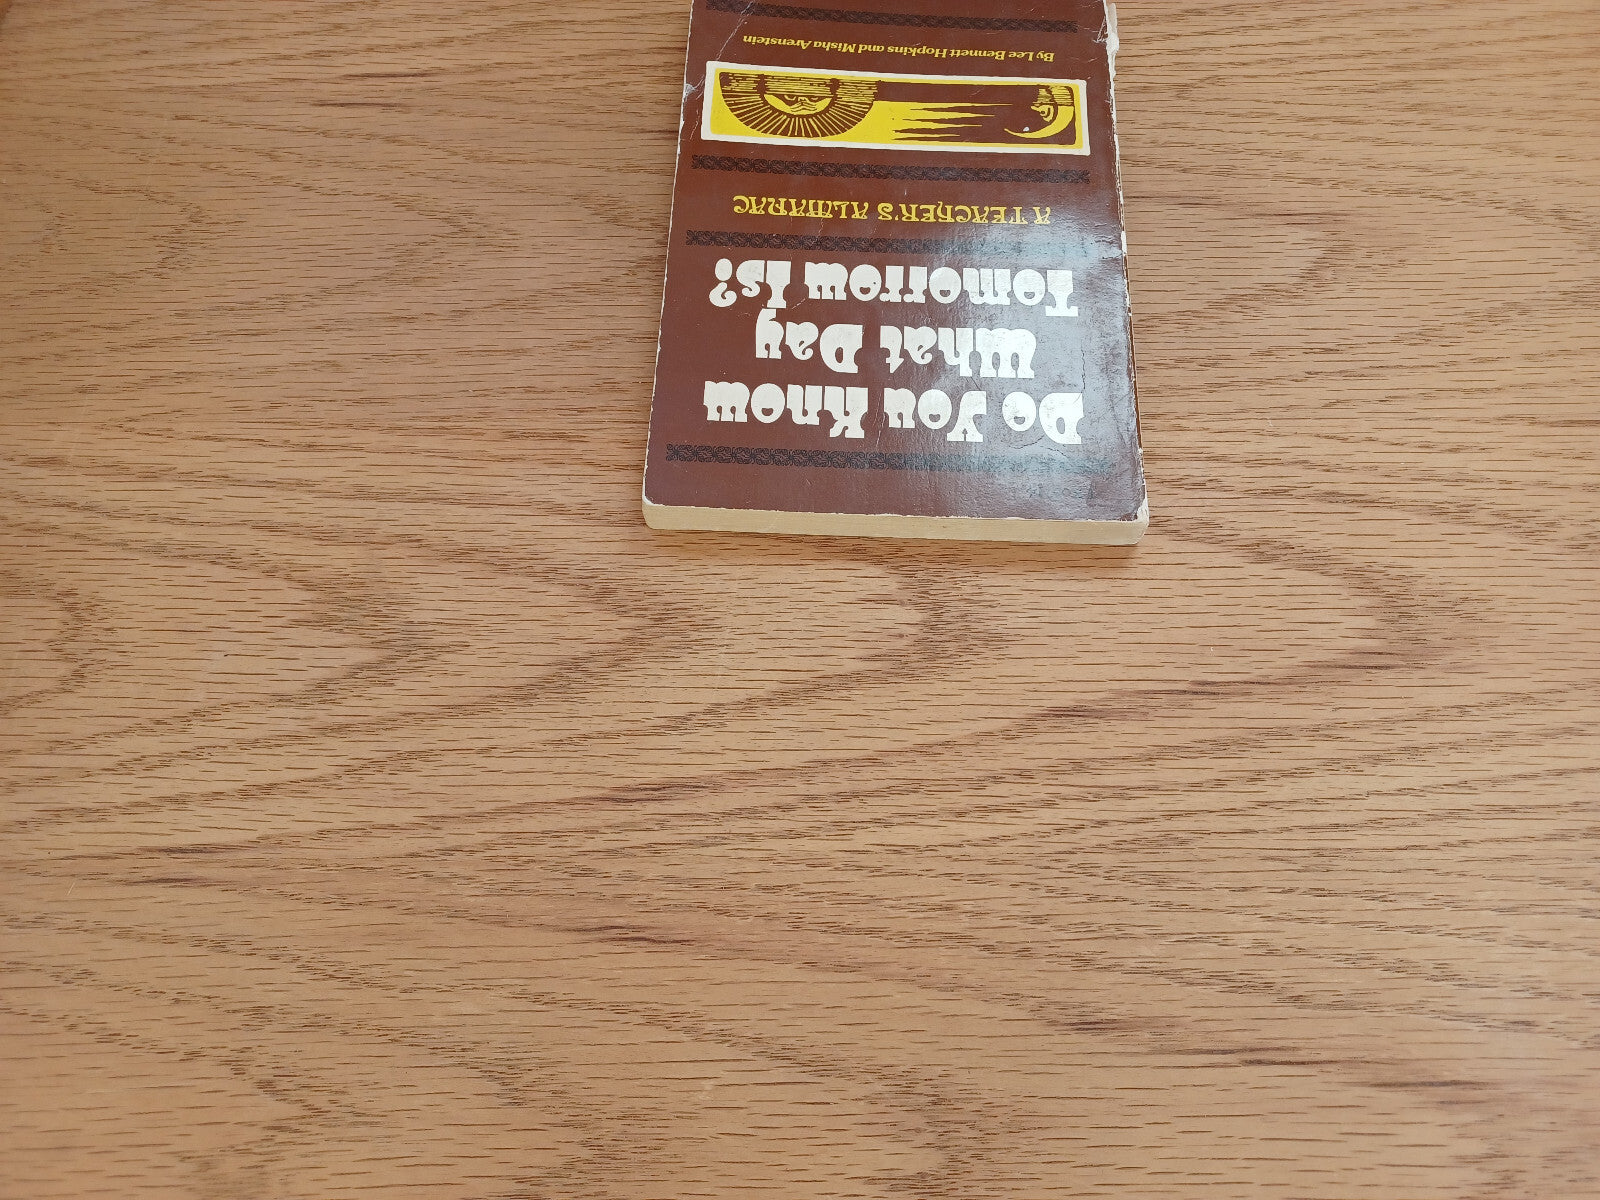 Do You Know
What Day
Tomorrow Is?
A TEACHER'S ALMANAC
By Lee Bennett Hopkins and Misha Arenstein